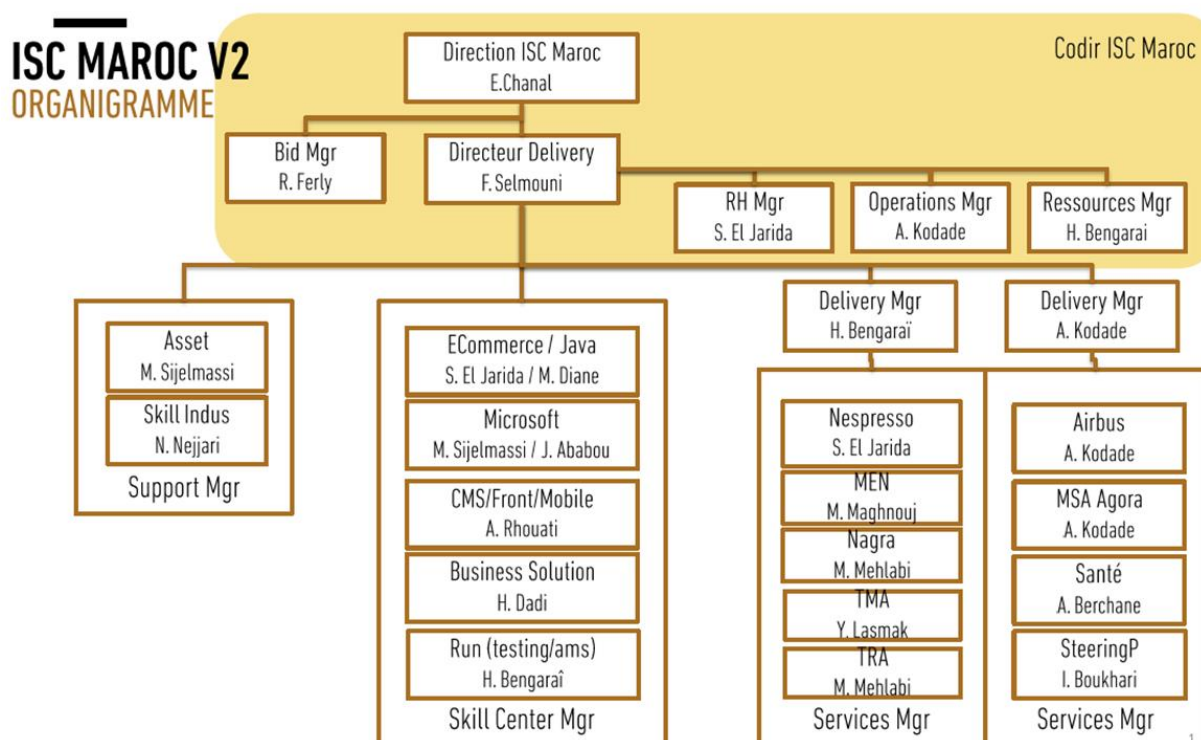 ISC MAROC V2
ORGANIGRAMME
Codir ISC Maroc
Direction ISC Maroc
E.Chanal
Bid Mgr
R. Ferly
Directeur Delivery
F. Selmouni
RH Mgr
S. El Jarida
Operations Mgr
A. Kodade
Ressources Mgr
H. Bengarai
Asset
M. Sijelmassi
Skill Indus
N. Nejjari
Support Mgr
ECommerce / Java
S. El Jarida / M. Diane
Microsoft
M. Sijelmassi / J. Ababou
CMS/Front/Mobile
A. Rhouati
Business Solution
H. Dadi
Run (testing/ams)
H. Bengaraî
Skill Center Mgr
Delivery Mgr
H. Bengaraï
Nespresso
S. El Jarida
MEN
M. Maghnouj
Nagra
M. Mehlabi
TMA
Y. Lasmak
TRA
M. Mehlabi
Services Mgr
Delivery Mgr
A. Kodade
Airbus
A. Kodade
MSA Agora
A. Kodade
Santé
A. Berchane
SteeringP
I. Boukhari
Services Mgr
1